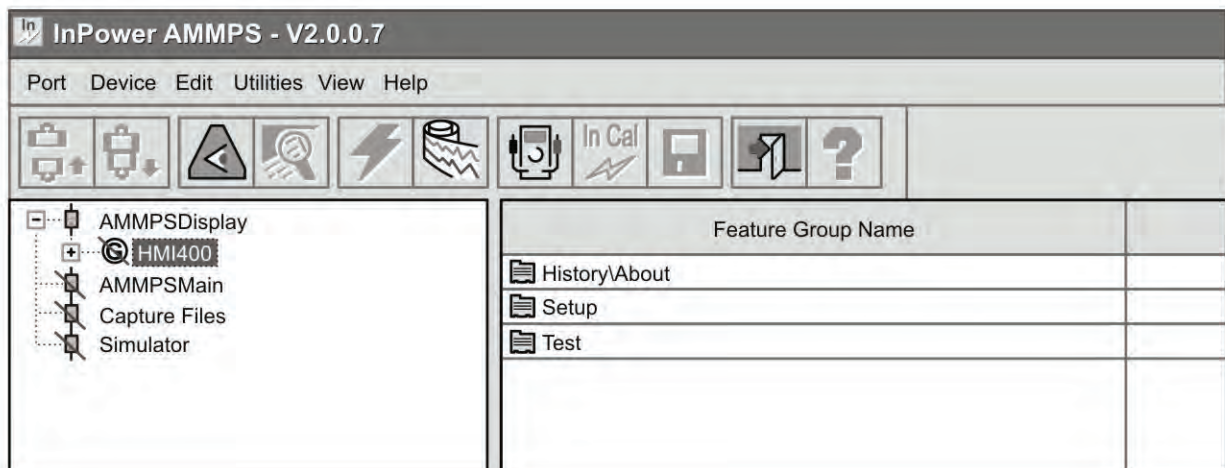 In
InPower AMMPS - V2.0.0.7
Port Device Edit Utilities View Help
In Cal
?
AMMPSDisplay
G HMI400
AMMPSMain
Capture Files
Simulator
Feature Group Name
History\About
Setup
Test